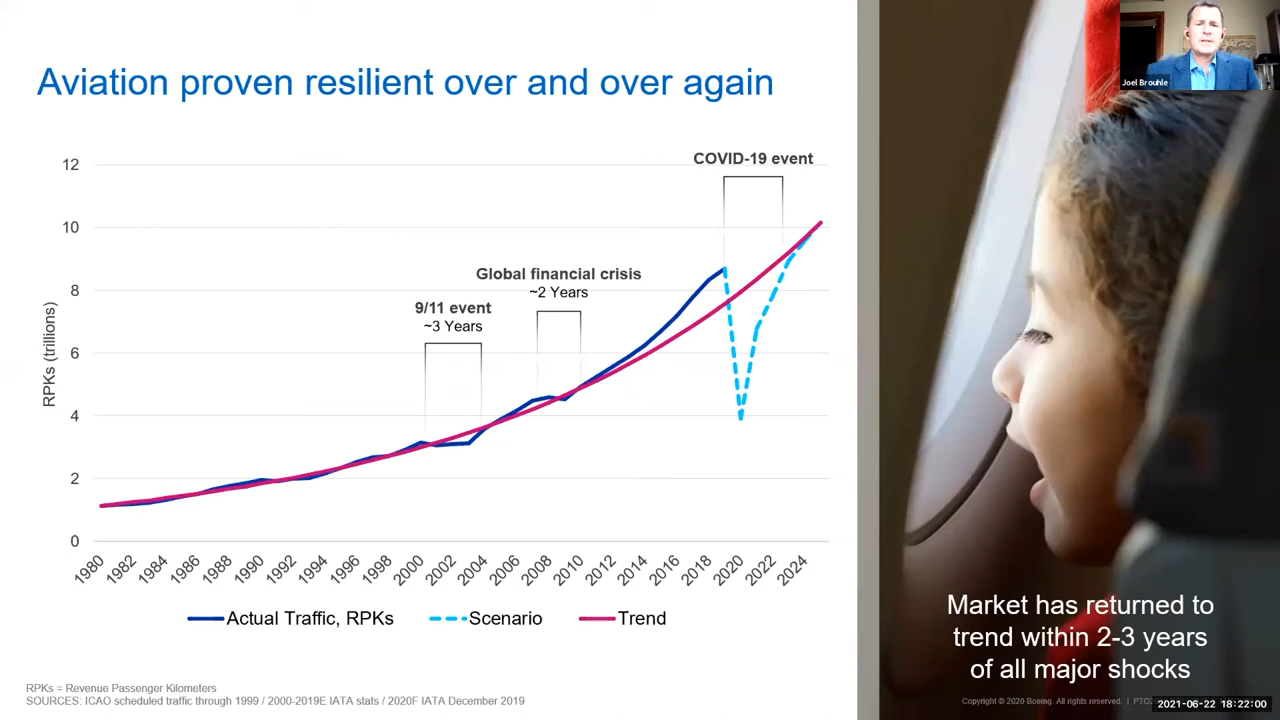 Joel Brouhle
Aviation proven resilient over and over again
COVID-19 event
Global financial crisis
~2 Years
9/11 event
~3 Years
RPKs (trillions)
12
10
8
6
4
2
0
1980
1982
1984
1986
1988
1990
1992
1994
1996
1998
2000
2002
2004
2006
2008
2010
2012
2014
2016
2018
2020
2022
2024
Actual Traffic, RPKs
Scenario
Trend
Market has returned to
trend within 2-3 years
of all major shocks
RPKs = Revenue Passenger Kilometers
SOURCES: ICAO scheduled traffic through 1999 / 2000-2019E IATA stats / 2020F IATA December 2019
Copyright © 2020 Boeing. All rights reserved. |
2021-06-22 18:22:00